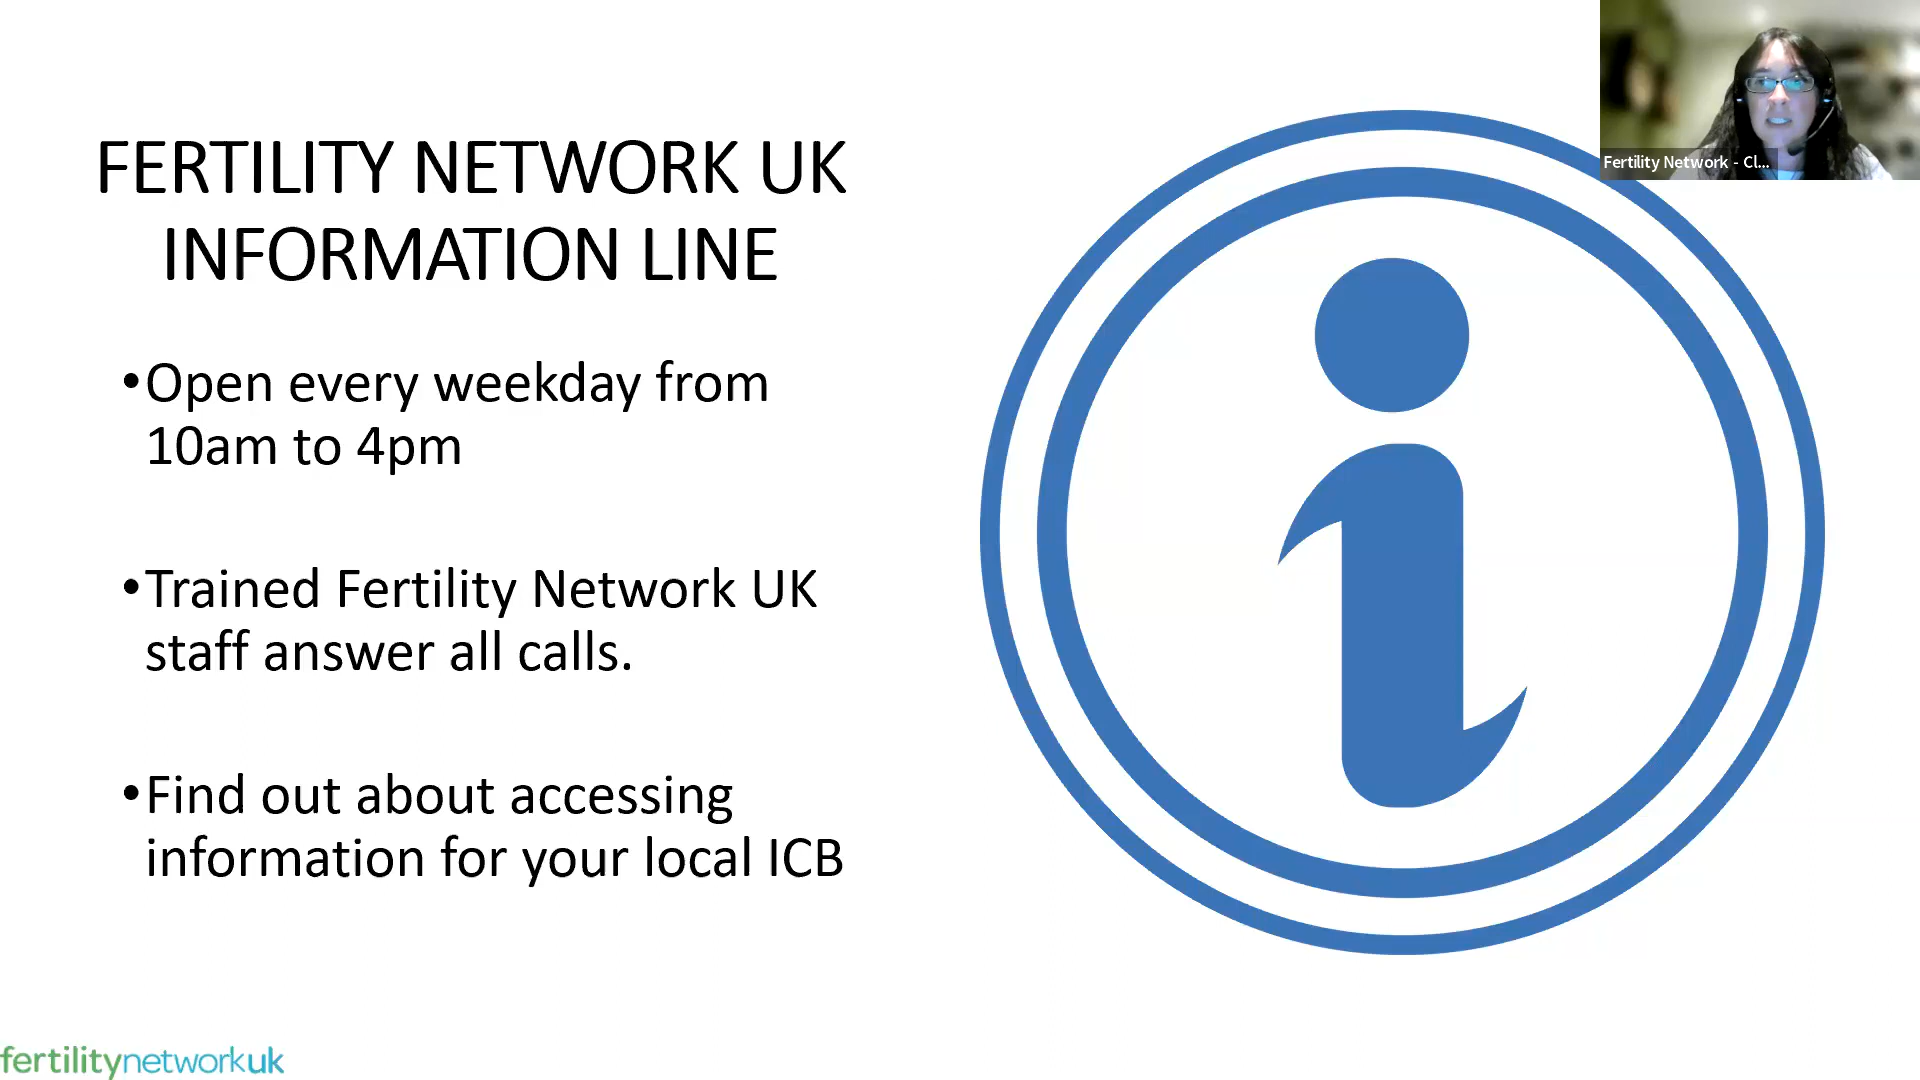 FERTILITY NETWORK UK
INFORMATION LINE
•Open every weekday from
10am to 4pm
•Trained Fertility Network UK
staff answer all calls.
•Find out about accessing
information for your local ICB
Fertility Network - Cl...
fertilitynetworkuk